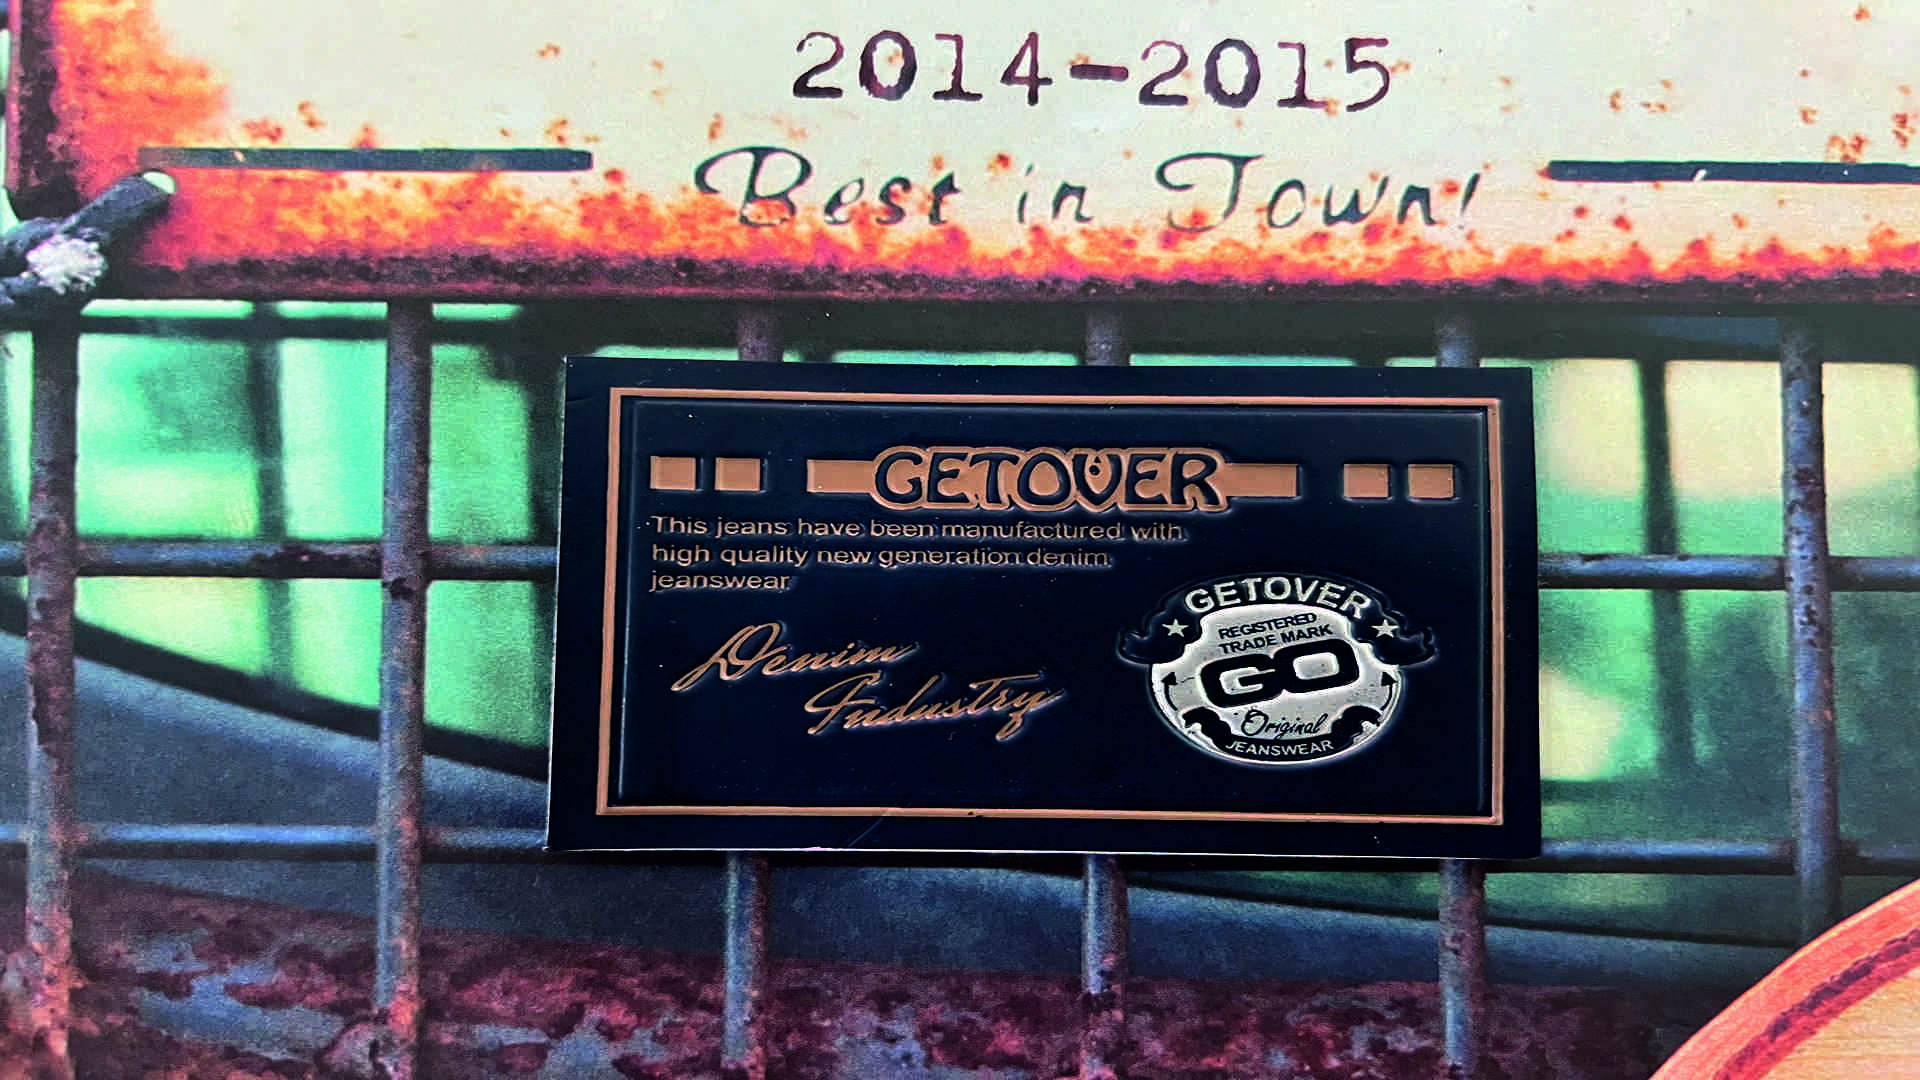 2014-2015
Best in Town!
GETOVER
This jeans have been manufactured with
high quality new generation denim
jeanswear
Denim
Industry
GETOVER
REGISTERED
TRADE MARK
GO
Original
JEANSWEAR